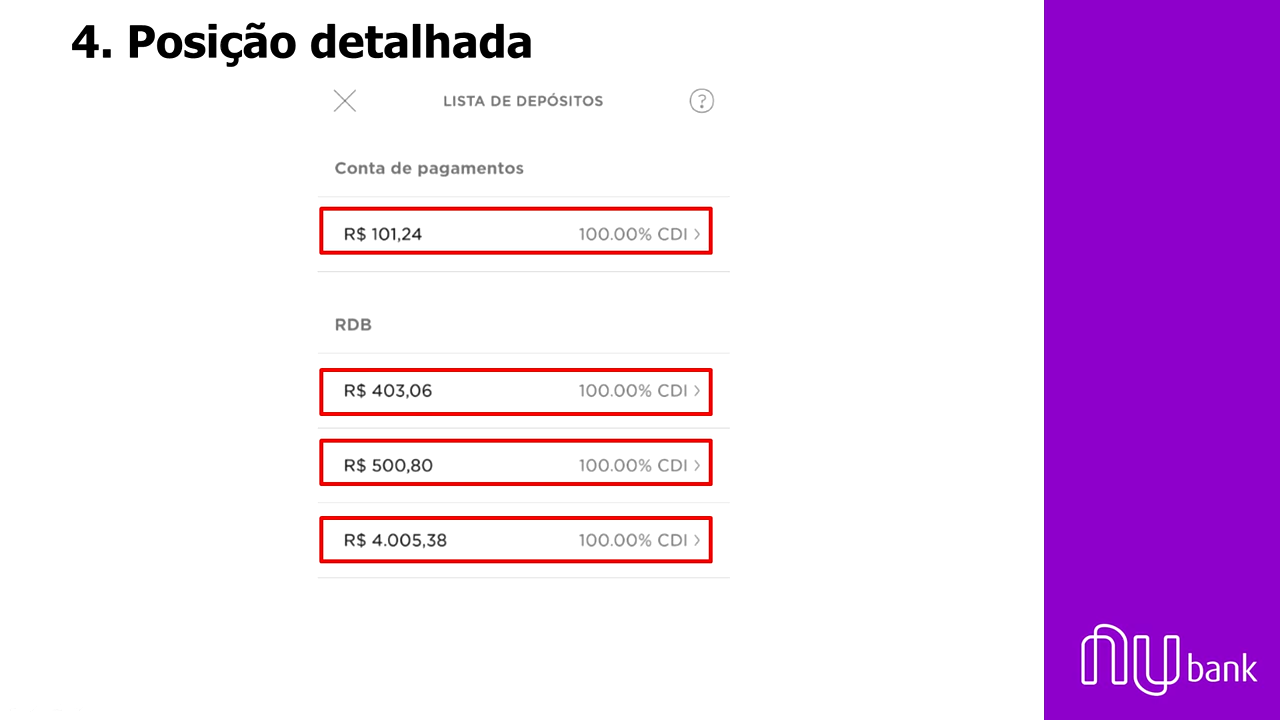 4. Posição detalhada
LISTA DE DEPÓSITOS ?
Conta de pagamentos
R$ 101,24 100.00% CDI >
RDB
R$ 403,06 100.00% CDI >
R$ 500,80 100.00% CDI >
R$ 4.005,38 100.00% CDI >
nu bank